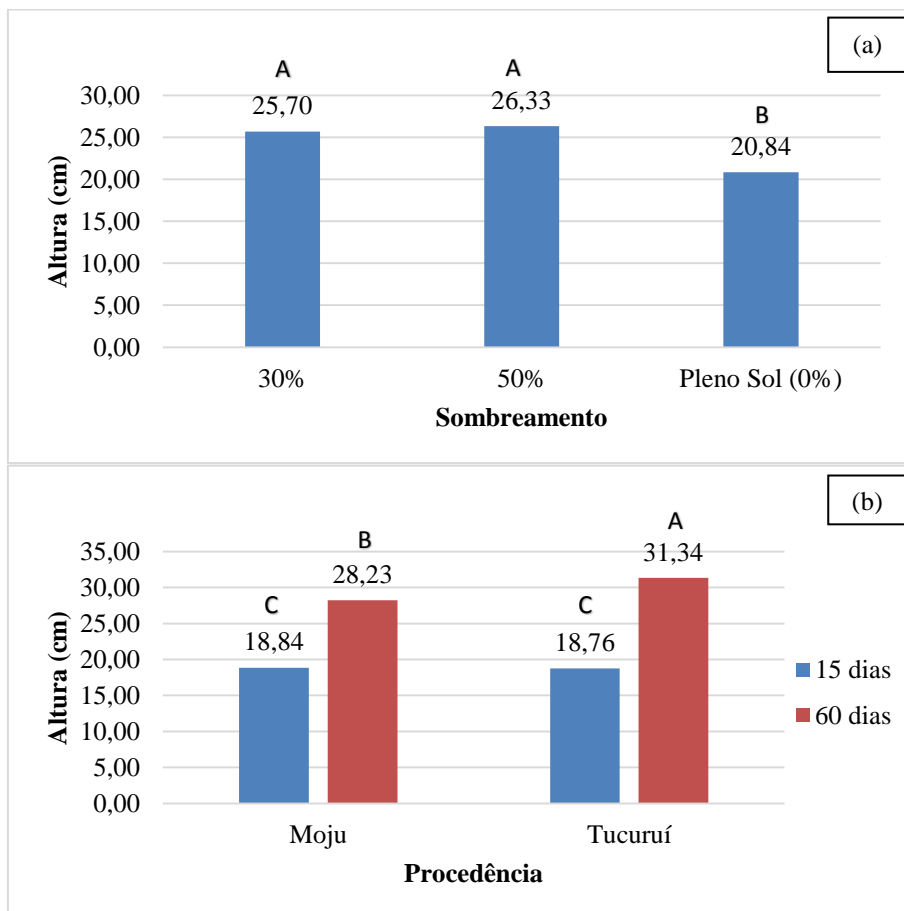 (a)
Altura (cm)
30,00
25,00
20,00
15,00
10,00
5,00
0,00
A
25,70
A
26,33
B
20,84
30%
50%
Pleno Sol (0%)
Sombreamento
(b)
Altura (cm)
35,00
30,00
25,00
20,00
15,00
10,00
5,00
0,00
C
18,84
B
28,23
C
18,76
A
31,34
15 dias
60 dias
Moju
Tucuruí
Procedência